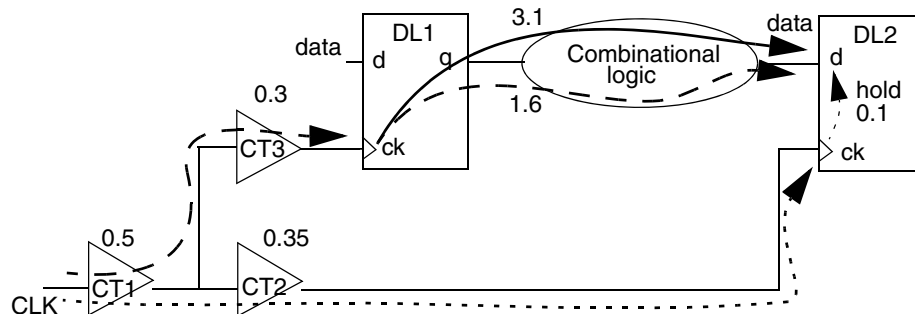 3.1
data
DL1
data
DL2
d
q
Combinational
logic
d
0.3
1.6
hold
0.1
CT3
ck
ck
0.5
0.35
CT1
CT2
CLK